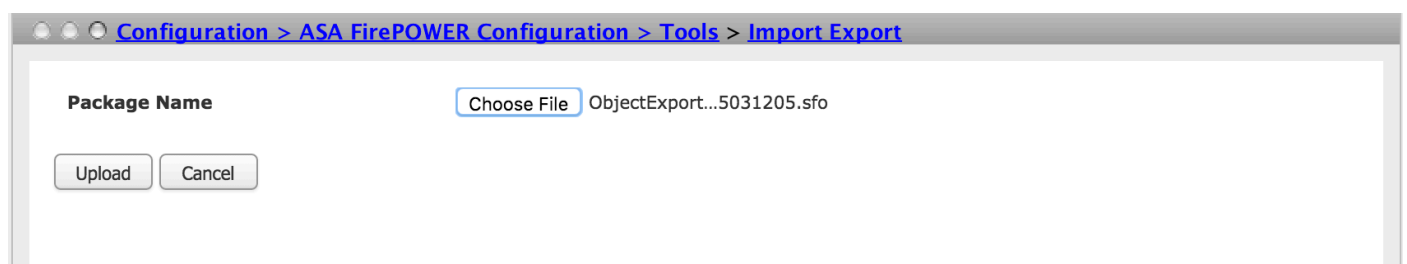 Configuration > ASA FirePOWER Configuration > Tools > Import Export
Package Name Choose File ObjectExport...5031205.sfo
Upload Cancel